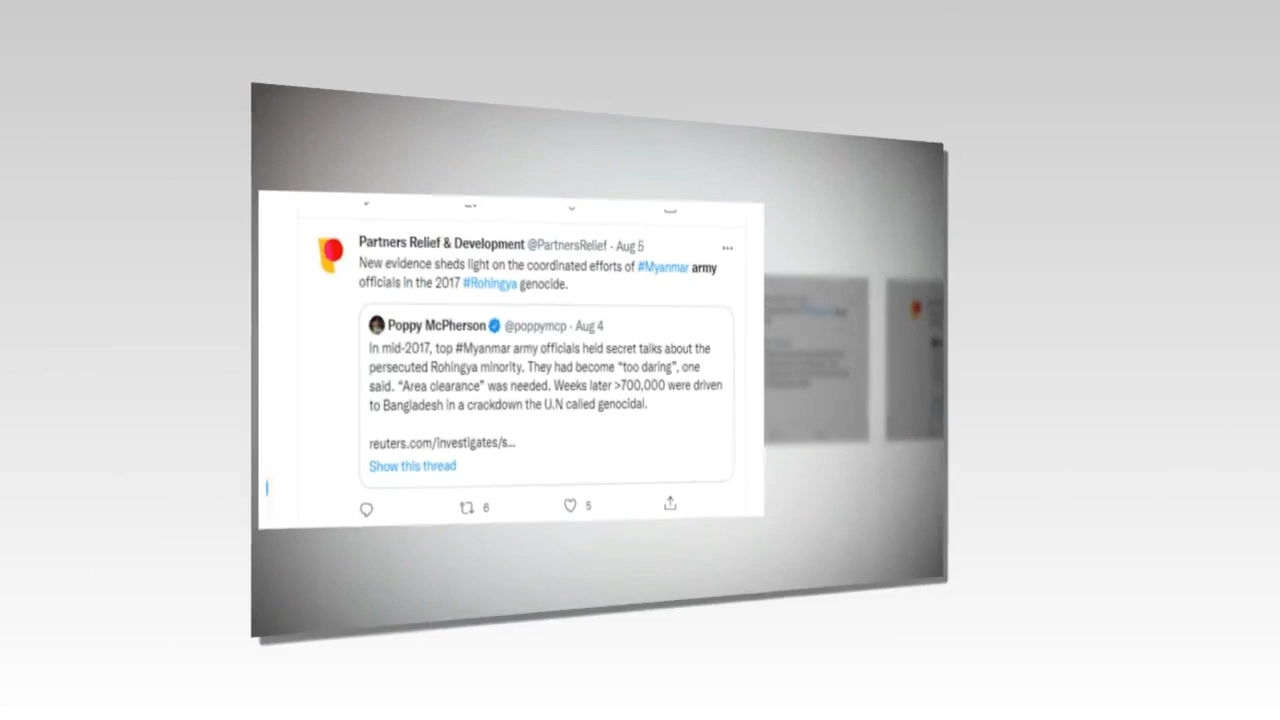 Partners Relief & Development @PartnersRelief · Aug 5
New evidence sheds light on the coordinated efforts of #Myanmar army
officials in the 2017 #Rohingya genocide.
Poppy McPherson @poppymcp · Aug 4
In mid-2017, top #Myanmar army officials held secret talks about the
persecuted Rohingya minority. They had become “too daring”, one
said. “Area clearance” was needed. Weeks later >700,000 were driven
to Bangladesh in a crackdown the U.N called genocidal.
reuters.com/investigates/s...
Show this thread
6
5